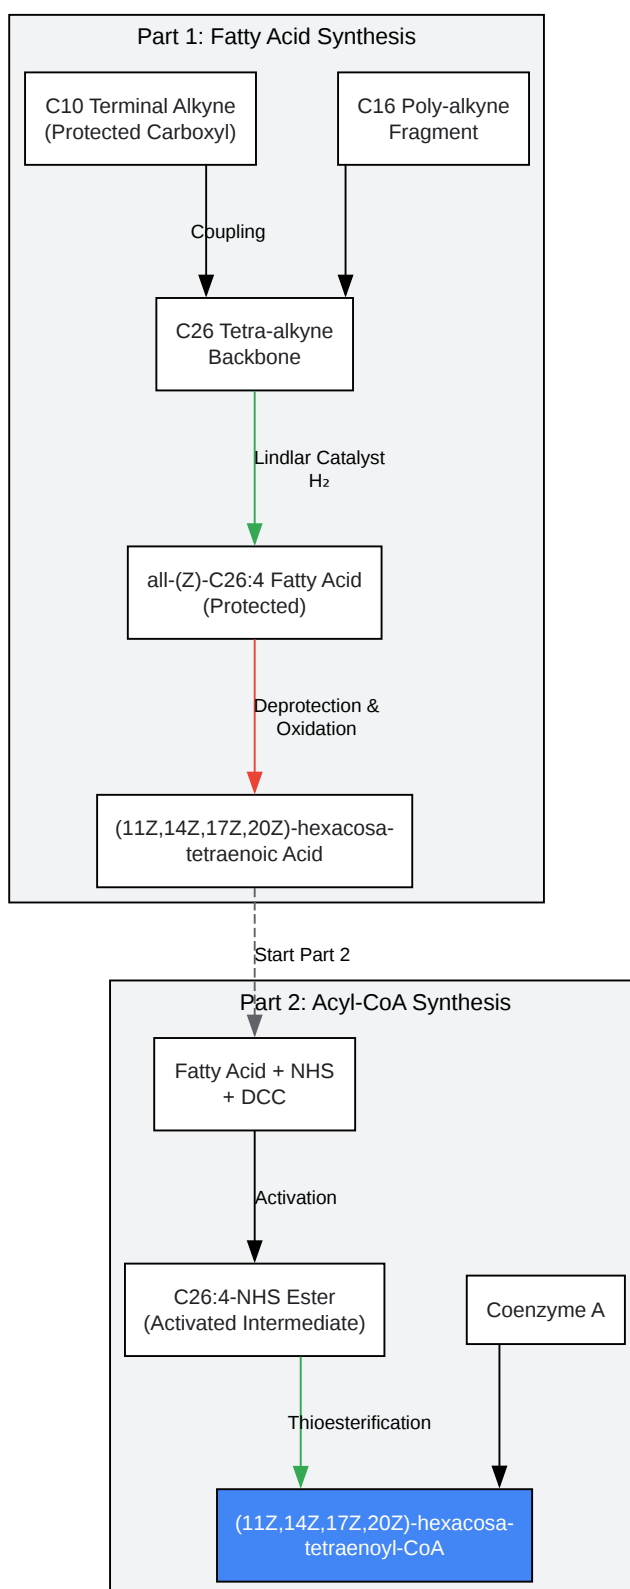 Part 1: Fatty Acid Synthesis
C10 Terminal Alkyne
(Protected Carboxyl)
C16 Poly-alkyne
Fragment
Coupling
C26 Tetra-alkyne
Backbone
Lindlar Catalyst
H₂
all-(Z)-C26:4 Fatty Acid
(Protected)
Deprotection &
Oxidation
(11Z,14Z,17Z,20Z)-hexacosa-
tetraenoic Acid
Start Part 2
Part 2: Acyl-CoA Synthesis
Fatty Acid + NHS
+ DCC
Activation
C26:4-NHS Ester
(Activated Intermediate)
Coenzyme A
Thioesterification
(11Z,14Z,17Z,20Z)-hexacosa-
tetraenoyl-CoA